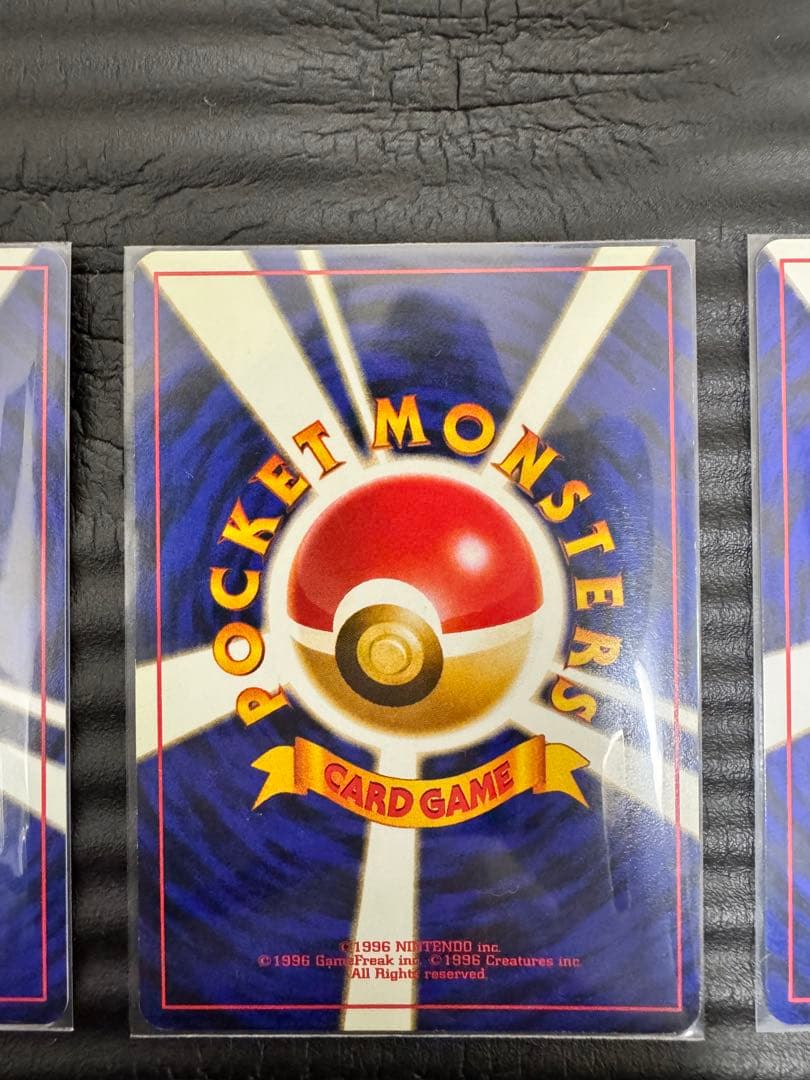 POCKET MONSTERS
CARD GAME
©1996 NINTENDO inc.
©1996 GameFreak inc. ©1996 Creatures inc.
All Rights reserved.